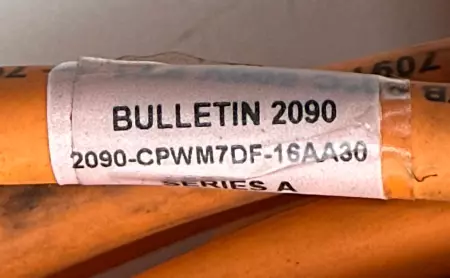 BULLETIN 2090
2090-CPWM7DF-16AA30
SERIES A